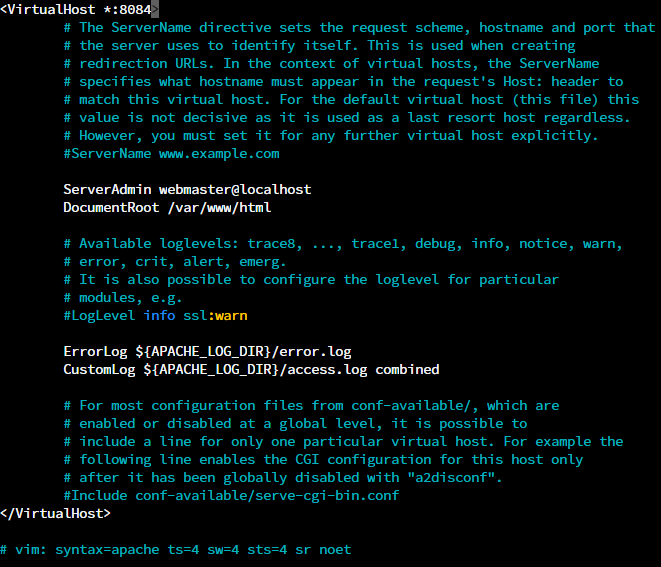 <VirtualHost *:8084>
# The ServerName directive sets the request scheme, hostname and port that
# the server uses to identify itself. This is used when creating
# redirection URLs. In the context of virtual hosts, the ServerName
# specifies what hostname must appear in the request's Host: header to
# match this virtual host. For the default virtual host (this file) this
# value is not decisive as it is used as a last resort host regardless.
# However, you must set it for any further virtual host explicitly.
#ServerName www.example.com
ServerAdmin webmaster@localhost
DocumentRoot /var/www/html
# Available loglevels: trace8, ..., trace1, debug, info, notice, warn,
# error, crit, alert, emerg.
# It is also possible to configure the loglevel for particular
# modules, e.g.
#LogLevel info ssl:warn
ErrorLog ${APACHE_LOG_DIR}/error.log
CustomLog ${APACHE_LOG_DIR}/access.log combined
# For most configuration files from conf-available/, which are
# enabled or disabled at a global level, it is possible to
# include a line for only one particular virtual host. For example the
# following line enables the CGI configuration for this host only
# after it has been globally disabled with "a2disconf".
#Include conf-available/serve-cgi-bin.conf
</VirtualHost>
# vim: syntax=apache ts=4 sw=4 sts=4 sr noet